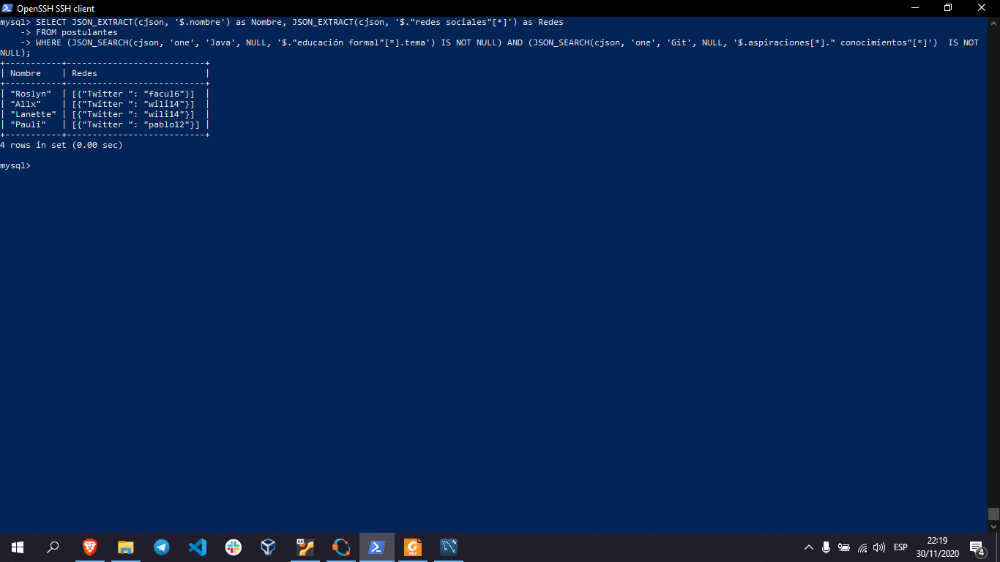 OpenSSH SSH client
mysql> SELECT JSON_EXTRACT(cjson, '$.nombre') as Nombre, JSON_EXTRACT(cjson, '$."redes sociales"[*]') as Redes
    -> FROM postulantes
    -> WHERE (JSON_SEARCH(cjson, 'one', 'Java', NULL, '$."educación formal"[*].tema') IS NOT NULL) AND (JSON_SEARCH(cjson, 'one', 'Git', NULL, '$.aspiraciones[*]." conocimientos"[*]')  IS NOT
NULL);
+-----------+---------------------------+
| Nombre    | Redes                     |
+-----------+---------------------------+
| "Roslyn"  | [{"Twitter ": "facu16"}]  |
| "Allx"    | [{"Twitter ": "wili14"}]  |
| "Lanette" | [{"Twitter ": "wili14"}]  |
| "Pauli"   | [{"Twitter ": "pablo12"}] |
+-----------+---------------------------+
4 rows in set (0.00 sec)
mysql>
ESP
22:19
30/11/2020
4